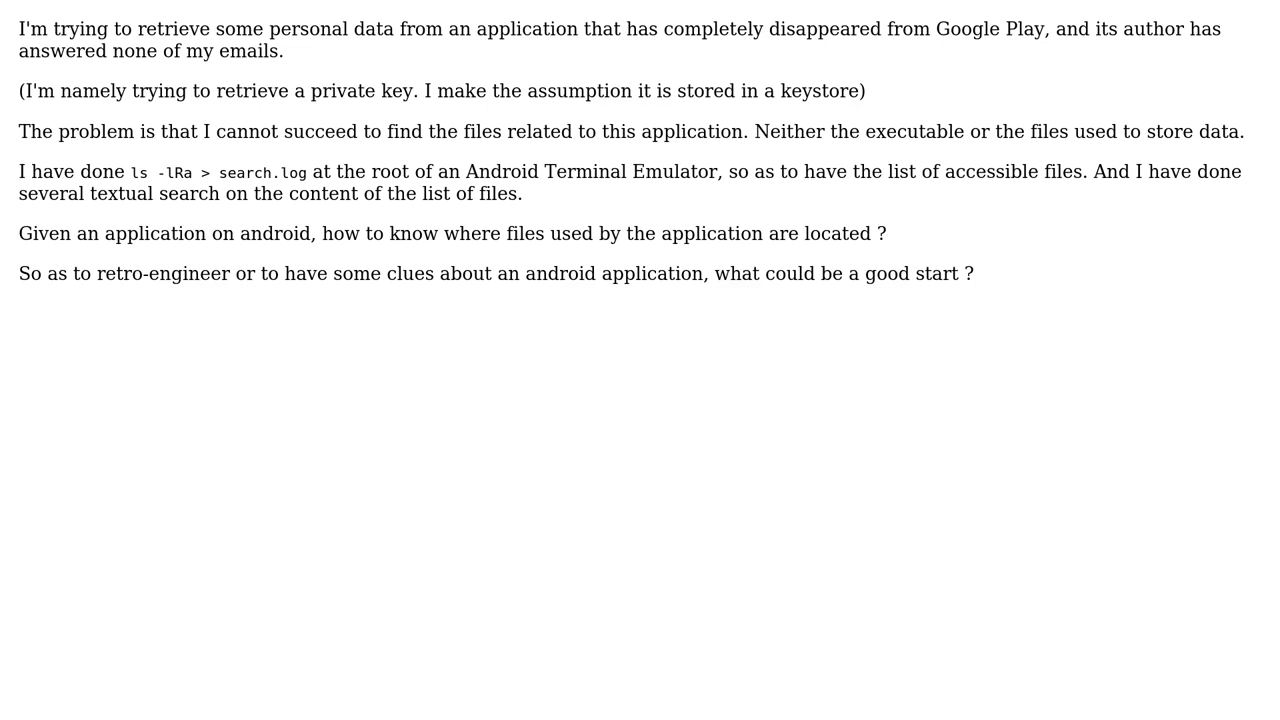 I'm trying to retrieve some personal data from an application that has completely disappeared from Google Play, and its author has
answered none of my emails.
(I'm namely trying to retrieve a private key. I make the assumption it is stored in a keystore)
The problem is that I cannot succeed to find the files related to this application. Neither the executable or the files used to store data.
I have done ls -lRa > search.log at the root of an Android Terminal Emulator, so as to have the list of accessible files. And I have done
several textual search on the content of the list of files.
Given an application on android, how to know where files used by the application are located ?
So as to retro-engineer or to have some clues about an android application, what could be a good start ?